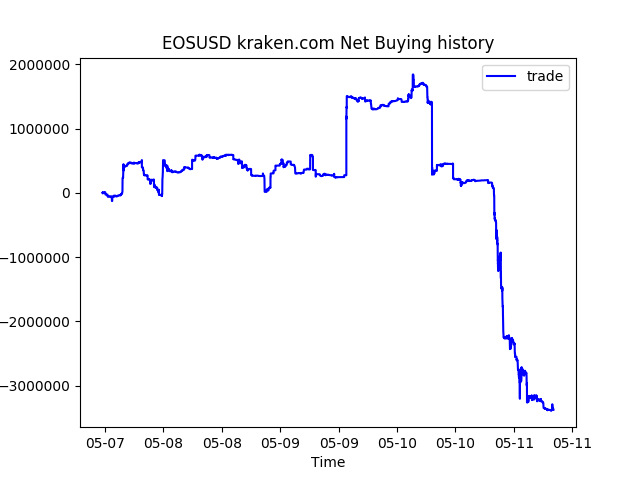 EOSUSD kraken.com Net Buying history
trade
2000000
1000000
0
−1000000
−2000000
−3000000
05-07 05-08 05-08 05-09 05-09 05-10 05-10 05-11 05-11
Time